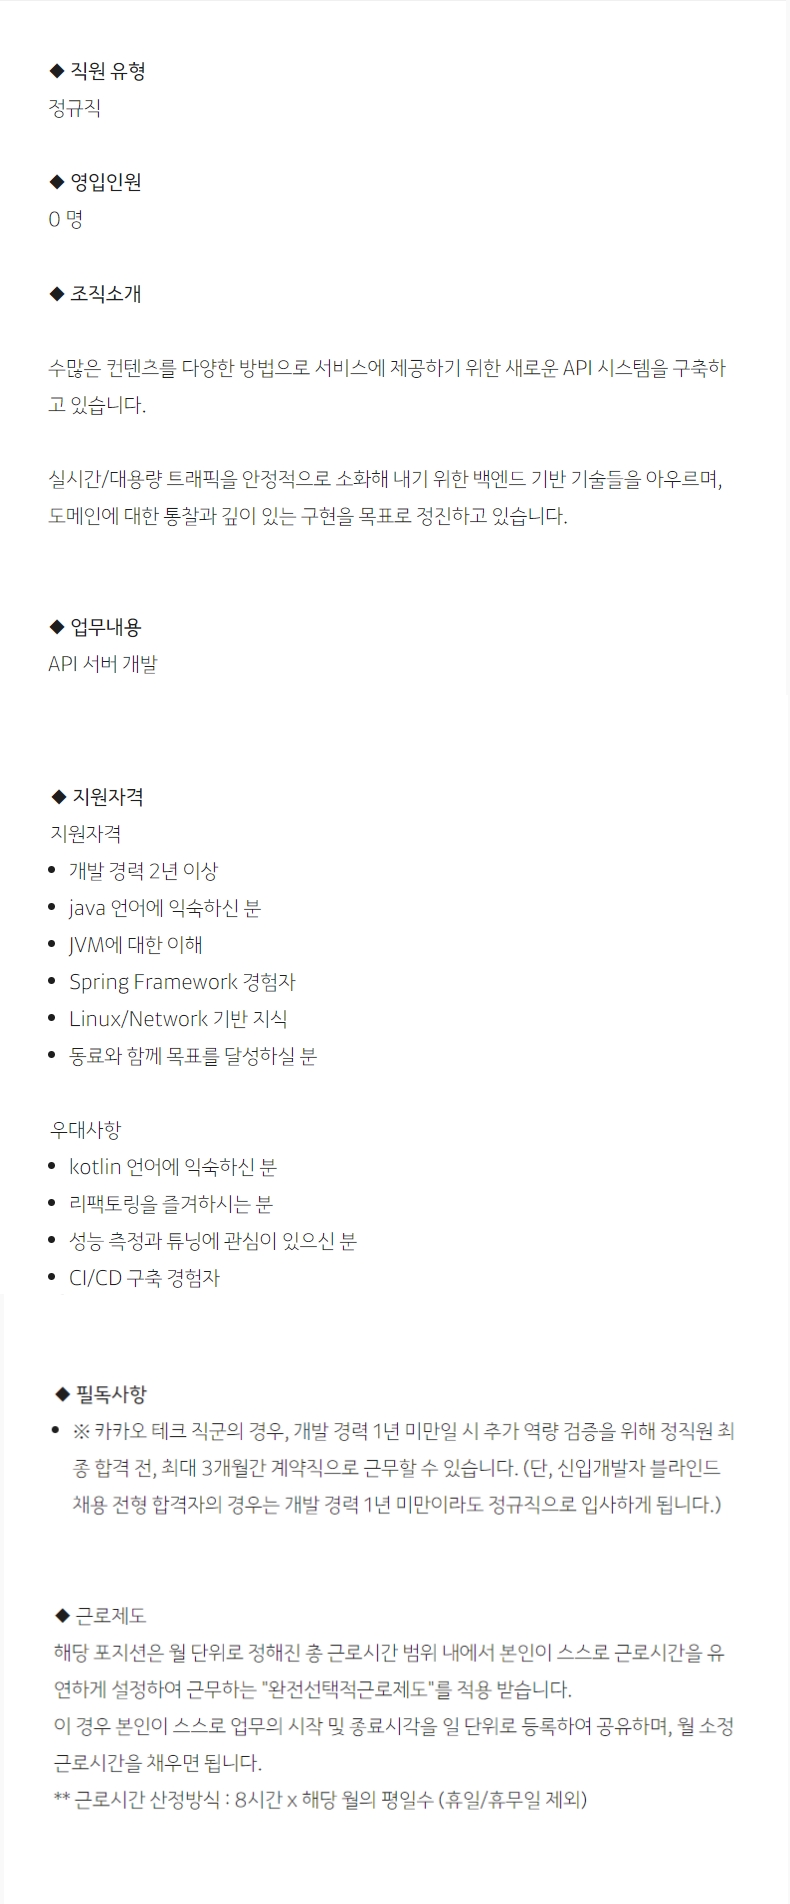 ◆ 직원 유형
정규직
◆ 영입인원
0 명
◆ 조직소개
수많은 컨텐츠를 다양한 방법으로 서비스에 제공하기 위한 새로운 API 시스템을 구축하
고 있습니다.
실시간/대용량 트래픽을 안정적으로 소화해 내기 위한 백엔드 기반 기술들을 아우르며,
도메인에 대한 통찰과 깊이 있는 구현을 목표로 정진하고 있습니다.
◆ 업무내용
API 서버 개발
◆ 지원자격
지원자격
• 개발 경력 2년 이상
• java 언어에 익숙하신 분
• JVM에 대한 이해
• Spring Framework 경험자
• Linux/Network 기반 지식
• 동료와 함께 목표를 달성하실 분
우대사항
• kotlin 언어에 익숙하신 분
• 리팩토링을 즐겨하시는 분
• 성능 측정과 튜닝에 관심이 있으신 분
• CI/CD 구축 경험자
◆ 필독사항
• ※ 카카오 테크 직군의 경우, 개발 경력 1년 미만일 시 추가 역량 검증을 위해 정직원 최
종 합격 전, 최대 3개월간 계약직으로 근무할 수 있습니다. (단, 신입개발자 블라인드
채용 전형 합격자의 경우는 개발 경력 1년 미만이라도 정규직으로 입사하게 됩니다.)
◆ 근로제도
해당 포지션은 월 단위로 정해진 총 근로시간 범위 내에서 본인이 스스로 근로시간을 유
연하게 설정하여 근무하는 "완전선택적근로제도"를 적용 받습니다.
이 경우 본인이 스스로 업무의 시작 및 종료시각을 일 단위로 등록하여 공유하며, 월 소정
근로시간을 채우면 됩니다.
** 근로시간 산정방식 : 8시간 x 해당 월의 평일수 (휴일/휴무일 제외)